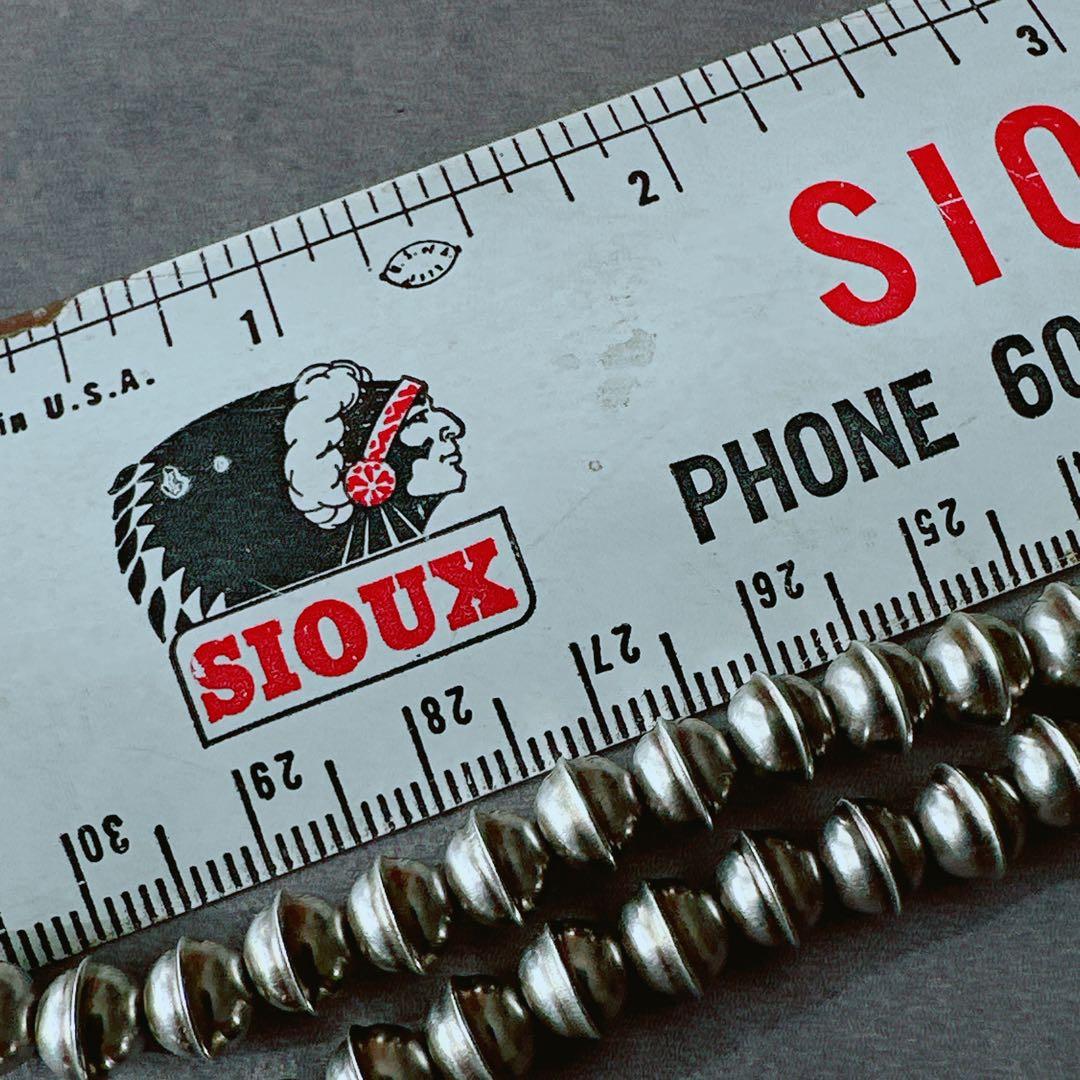 1 2 3
in U.S.A.
SIO
PHONE 60
SIOUX
30 29 28 27 26 25